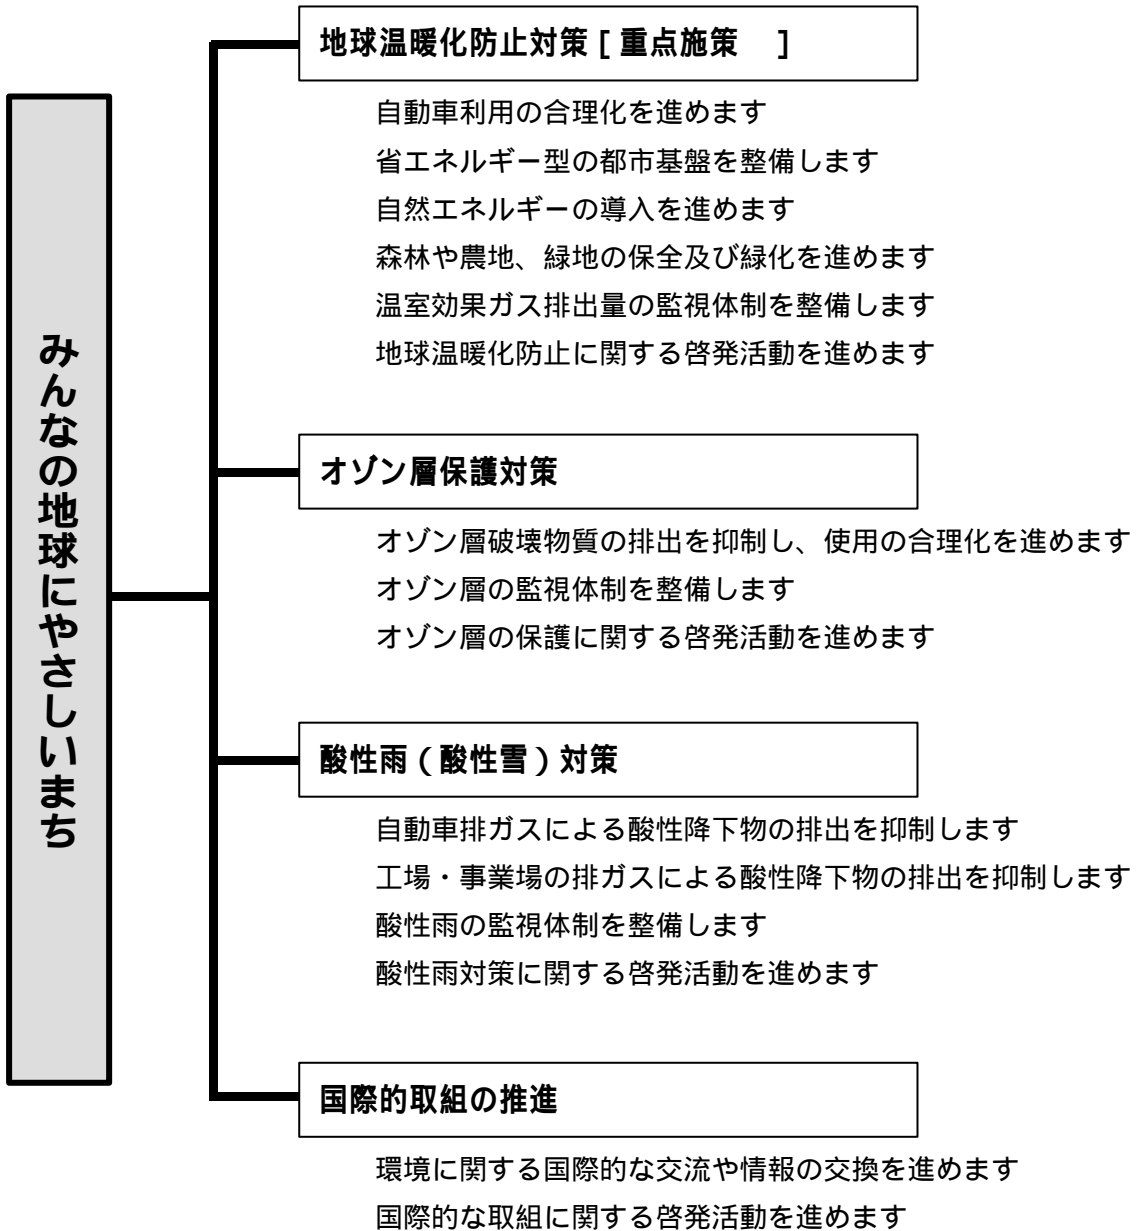 みんなの地球にやさしいまち
地球温暖化防止対策 [ 重点施策　 ]
自動車利用の合理化を進めます
省エネルギー型の都市基盤を整備します
自然エネルギーの導入を進めます
森林や農地、緑地の保全及び緑化を進めます
温室効果ガス排出量の監視体制を整備します
地球温暖化防止に関する啓発活動を進めます
オゾン層保護対策
オゾン層破壊物質の排出を抑制し、使用の合理化を進めます
オゾン層の監視体制を整備します
オゾン層の保護に関する啓発活動を進めます
酸性雨（酸性雪）対策
自動車排ガスによる酸性降下物の排出を抑制します
工場・事業場の排ガスによる酸性降下物の排出を抑制します
酸性雨の監視体制を整備します
酸性雨対策に関する啓発活動を進めます
国際的取組の推進
環境に関する国際的な交流や情報の交換を進めます
国際的な取組に関する啓発活動を進めます